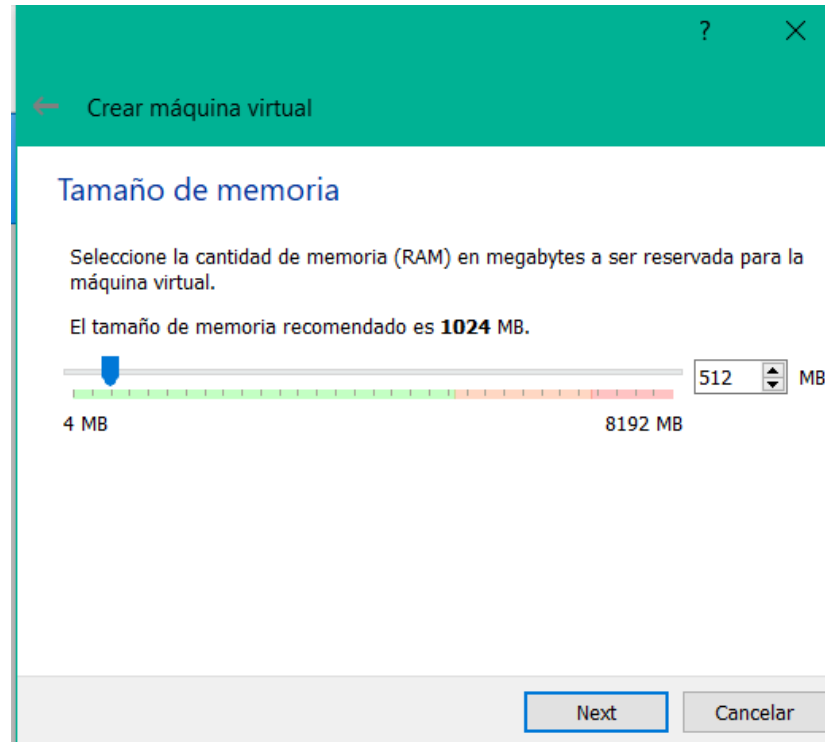 ?
Crear máquina virtual
Tamaño de memoria
Seleccione la cantidad de memoria (RAM) en megabytes a ser reservada para la
máquina virtual.
El tamaño de memoria recomendado es 1024 MB.
512 MB
4 MB 8192 MB
Next Cancelar